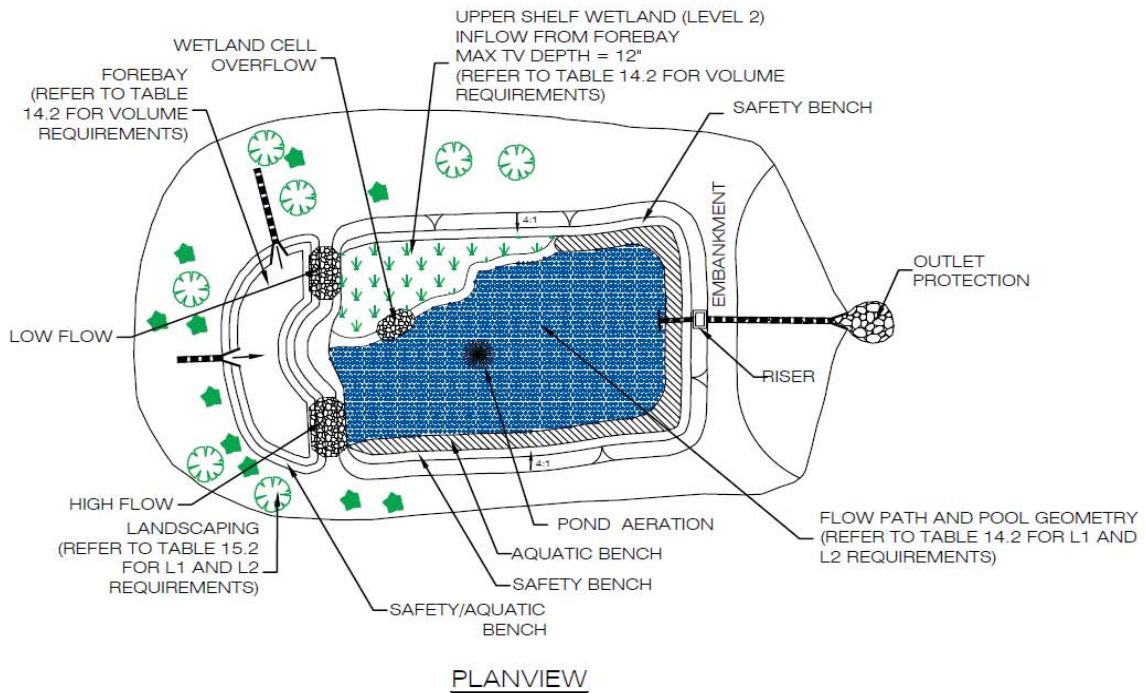 UPPER SHELF WETLAND (LEVEL 2)
INFLOW FROM FOREBAY
MAX TV DEPTH = 12"
(REFER TO TABLE 14.2 FOR VOLUME
REQUIREMENTS)
WETLAND CELL
OVERFLOW
FOREBAY
(REFER TO TABLE
14.2 FOR VOLUME
REQUIREMENTS)
SAFETY BENCH
4:1
EMBANKMENT
OUTLET
PROTECTION
LOW FLOW
RISER
4:1
HIGH FLOW
LANDSCAPING
(REFER TO TABLE 15.2
FOR L1 AND L2
REQUIREMENTS)
POND AERATION
AQUATIC BENCH
SAFETY BENCH
SAFETY/AQUATIC
BENCH
FLOW PATH AND POOL GEOMETRY
(REFER TO TABLE 14.2 FOR L1 AND
L2 REQUIREMENTS)
PLANVIEW